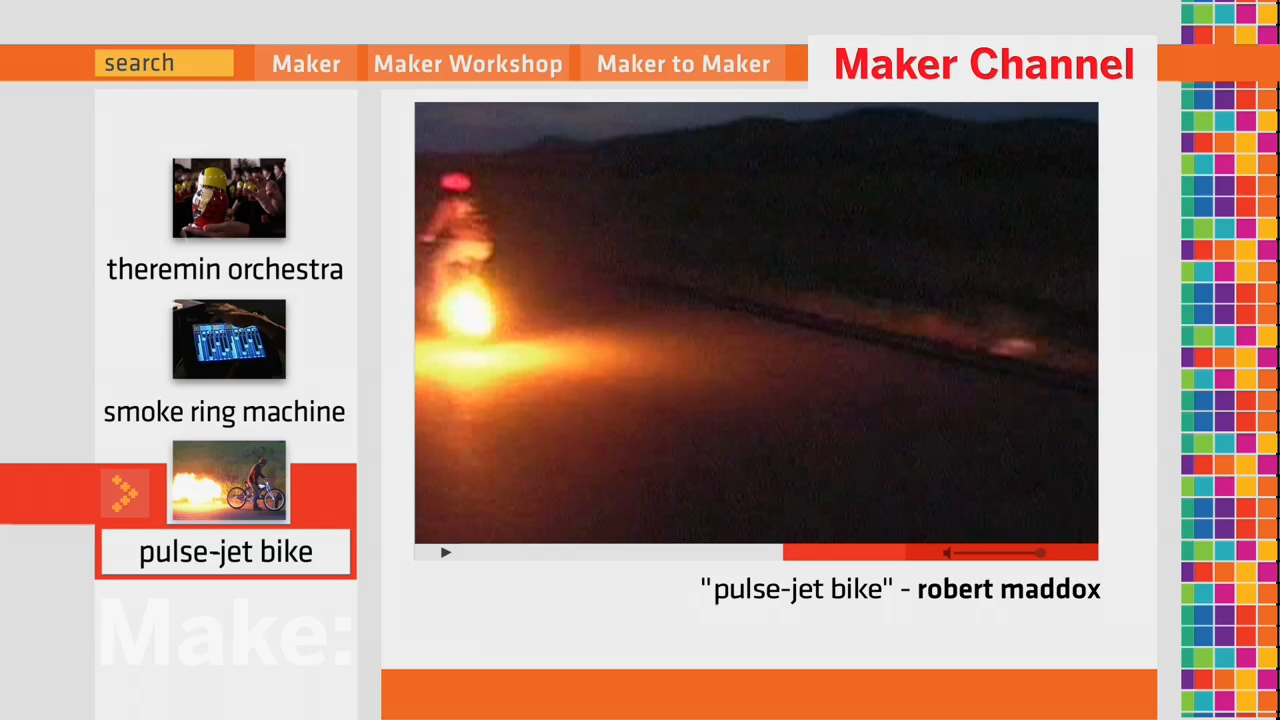 search
Maker
Maker Workshop
Maker to Maker
Maker Channel
theremin orchestra
smoke ring machine
pulse-jet bike
"pulse-jet bike" - robert maddox
Make: